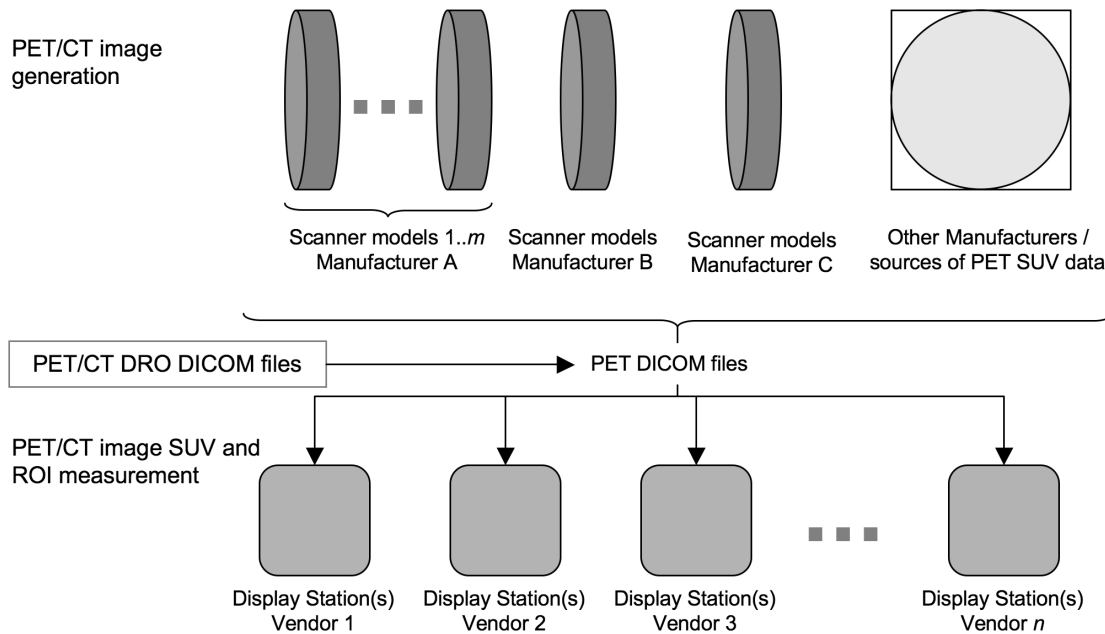 PET/CT image
generation
Scanner models 1..m
Manufacturer A
Scanner models
Manufacturer B
Scanner models
Manufacturer C
Other Manufacturers /
sources of PET SUV data
PET/CT DRO DICOM files
PET DICOM files
PET/CT image SUV and
ROI measurement
Display Station(s)
Vendor 1
Display Station(s)
Vendor 2
Display Station(s)
Vendor 3
Display Station(s)
Vendor n